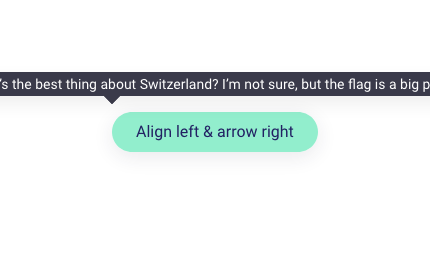 's the best thing about Switzerland? I'm not sure, but the flag is a big p
Align left & arrow right